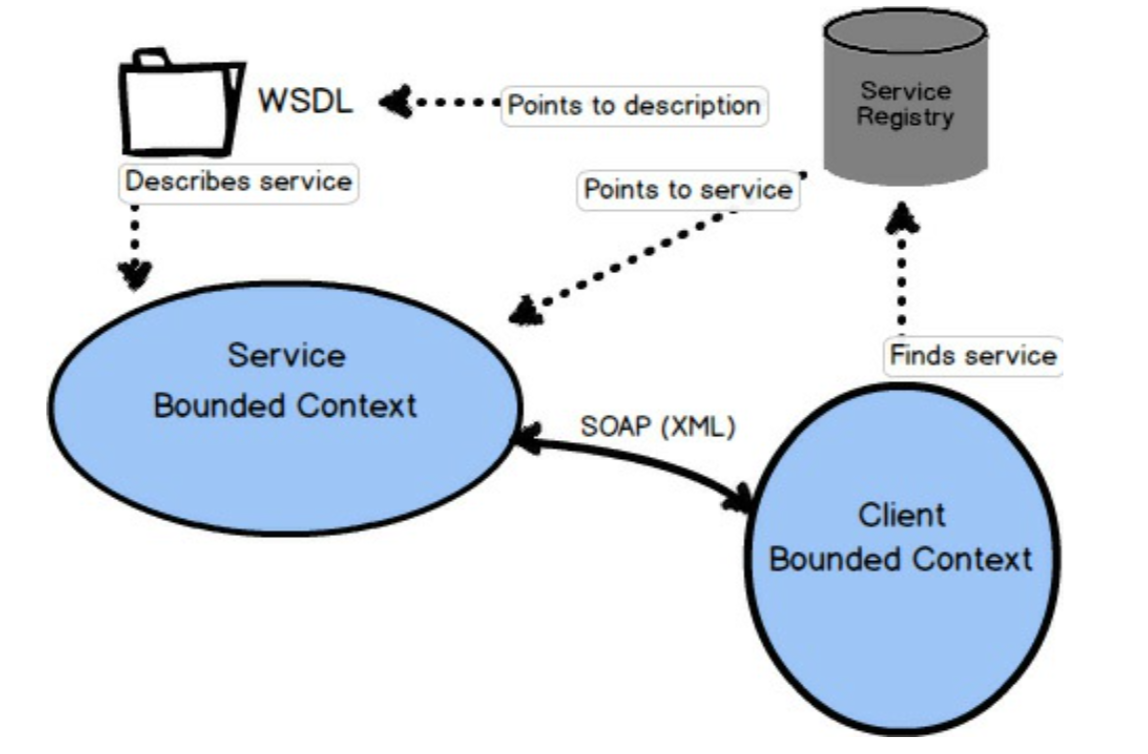 WSDL
Points to description
Service
Registry
Describes service
Points to service
Finds service
Service
Bounded Context
SOAP (XML)
Client
Bounded Context